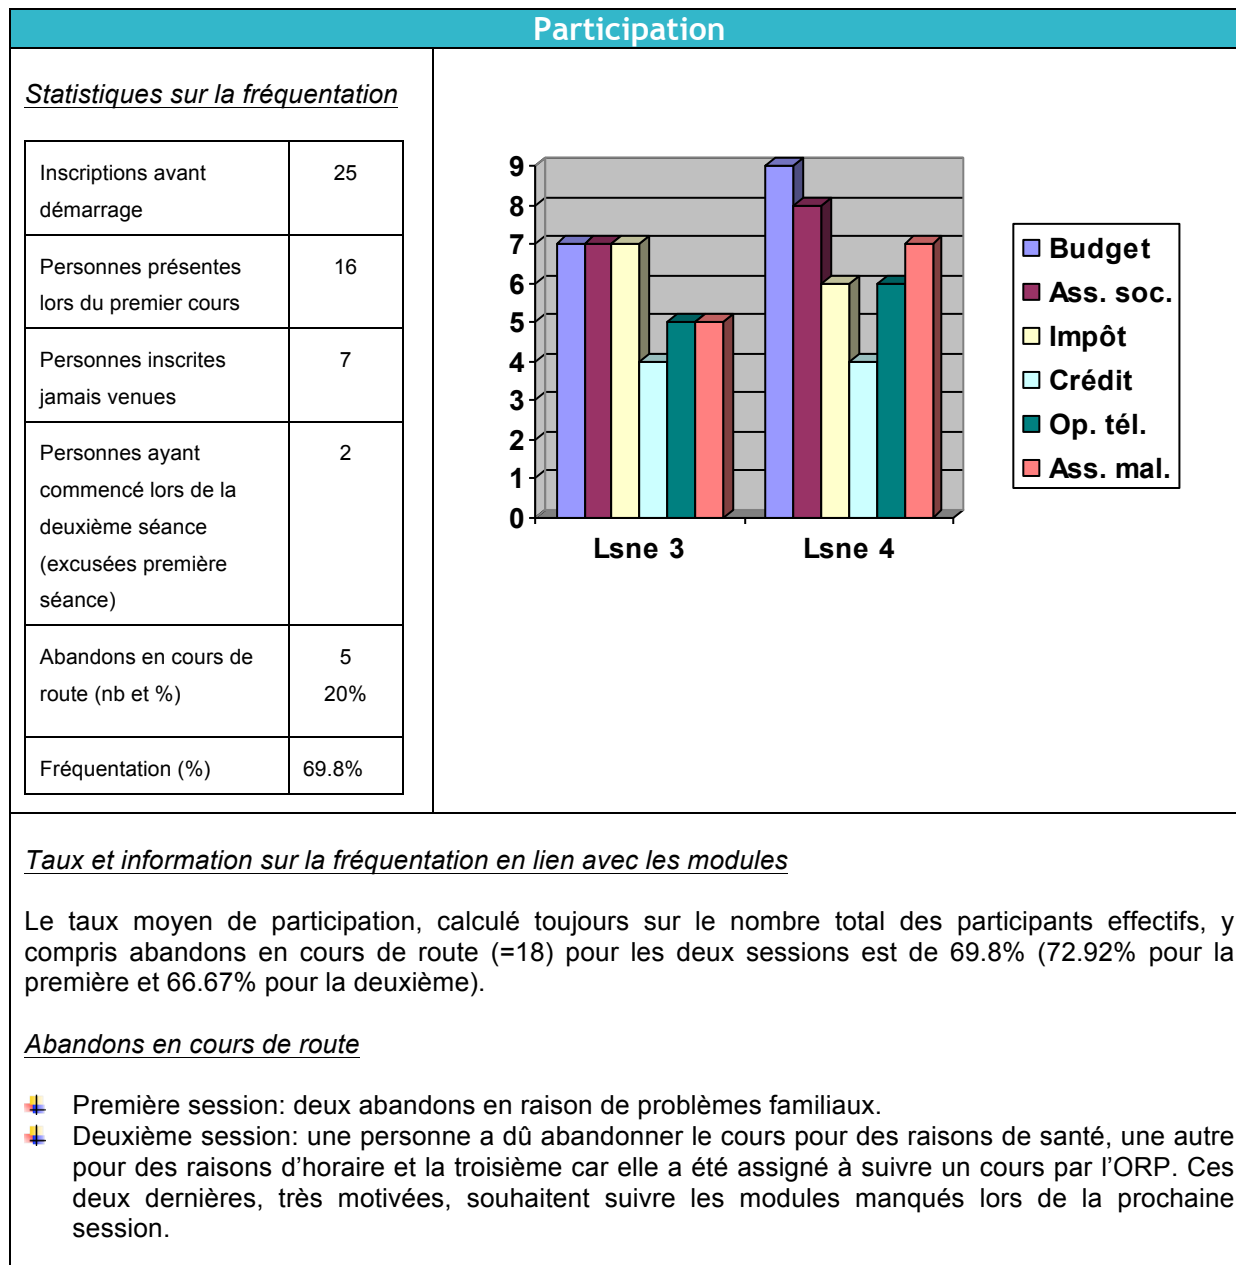 Participation
Statistiques sur la fréquentation
Inscriptions avant
démarrage
25
Personnes présentes
lors du premier cours
16
Personnes inscrites
jamais venues
7
Personnes ayant
commencé lors de la
deuxième séance
(excusées première
séance)
2
Abandons en cours de
route (nb et %)
5
20%
Fréquentation (%)
69.8%
9
8
7
6
5
4
3
2
1
0
Lsne 3
Lsne 4
Budget
Ass. soc.
Impôt
Crédit
Op. tél.
Ass. mal.
Taux et information sur la fréquentation en lien avec les modules
Le taux moyen de participation, calculé toujours sur le nombre total des participants effectifs, y
compris abandons en cours de route (=18) pour les deux sessions est de 69.8% (72.92% pour la
première et 66.67% pour la deuxième).
Abandons en cours de route
Première session: deux abandons en raison de problèmes familiaux.
Deuxième session: une personne a dû abandonner le cours pour des raisons de santé, une autre
pour des raisons d'horaire et la troisième car elle a été assigné à suivre un cours par l'ORP. Ces
deux dernières, très motivées, souhaitent suivre les modules manqués lors de la prochaine
session.